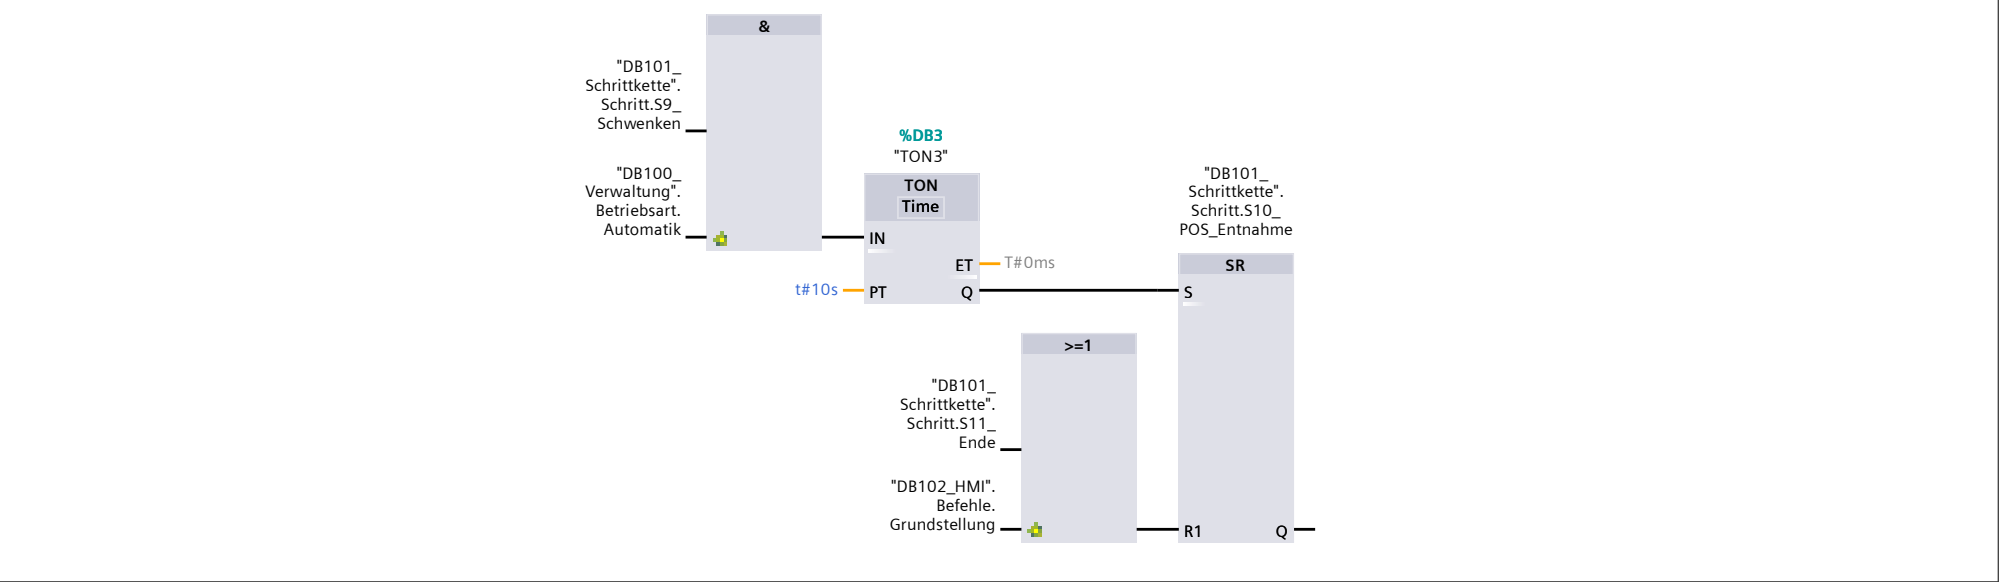 &
"DB101_
Schrittkette".
Schritt.S9_
Schwenken
"DB100_
Verwaltung".
Betriebsart.
Automatik
%DB3
"TON3"
TON
Time
IN
ET
T#0ms
t#10s
PT
Q
"DB101_
Schrittkette".
Schritt.S10_
POS_Entnahme
SR
S
>=1
"DB101_
Schrittkette".
Schritt.S11_
Ende
"DB102_HMI".
Befehle.
Grundstellung
R1
Q